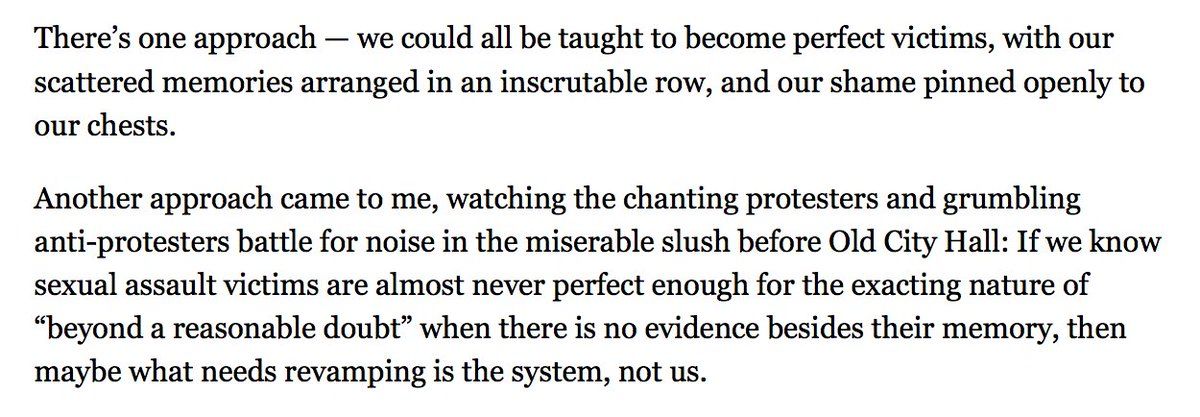 There’s one approach — we could all be taught to become perfect victims, with our
scattered memories arranged in an inscrutable row, and our shame pinned openly to
our chests.
Another approach came to me, watching the chanting protesters and grumbling
anti-protesters battle for noise in the miserable slush before Old City Hall: If we know
sexual assault victims are almost never perfect enough for the exacting nature of
“beyond a reasonable doubt” when there is no evidence besides their memory, then
maybe what needs revamping is the system, not us.